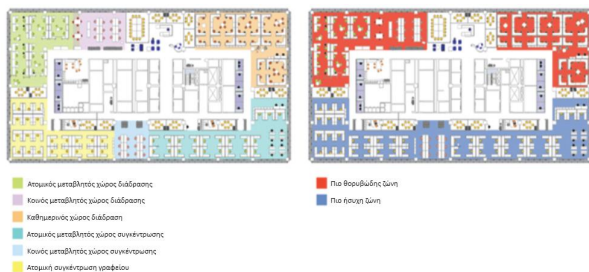 Ατομικός μεταβλητός χώρος διάδρασης
Κοινός μεταβλητός χώρος διάδρασης
Καθημερινός χώρος διάδραση
Ατομικός μεταβλητός χώρος συγκέντρωσης
Κοινός μεταβλητός χώρος συγκέντρωσης
Ατομική συγκέντρωση γραφείου
Πιο θορυβώδης ζώνη
Πιο ήσυχη ζώνη